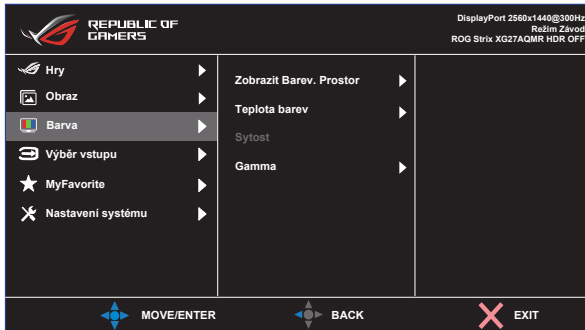 REPUBLIC OF
GAMERS
DisplayPort 2560x1440@300Hz
Režim Závod
ROG Strix XG27AQMR HDR OFF
Hry
Obraz
Barva
Výběr vstupu
MyFavorite
Nastavení systému
Zobrazit Barev. Prostor
Teplota barev
Sytost
Gamma
MOVE/ENTER
BACK
EXIT